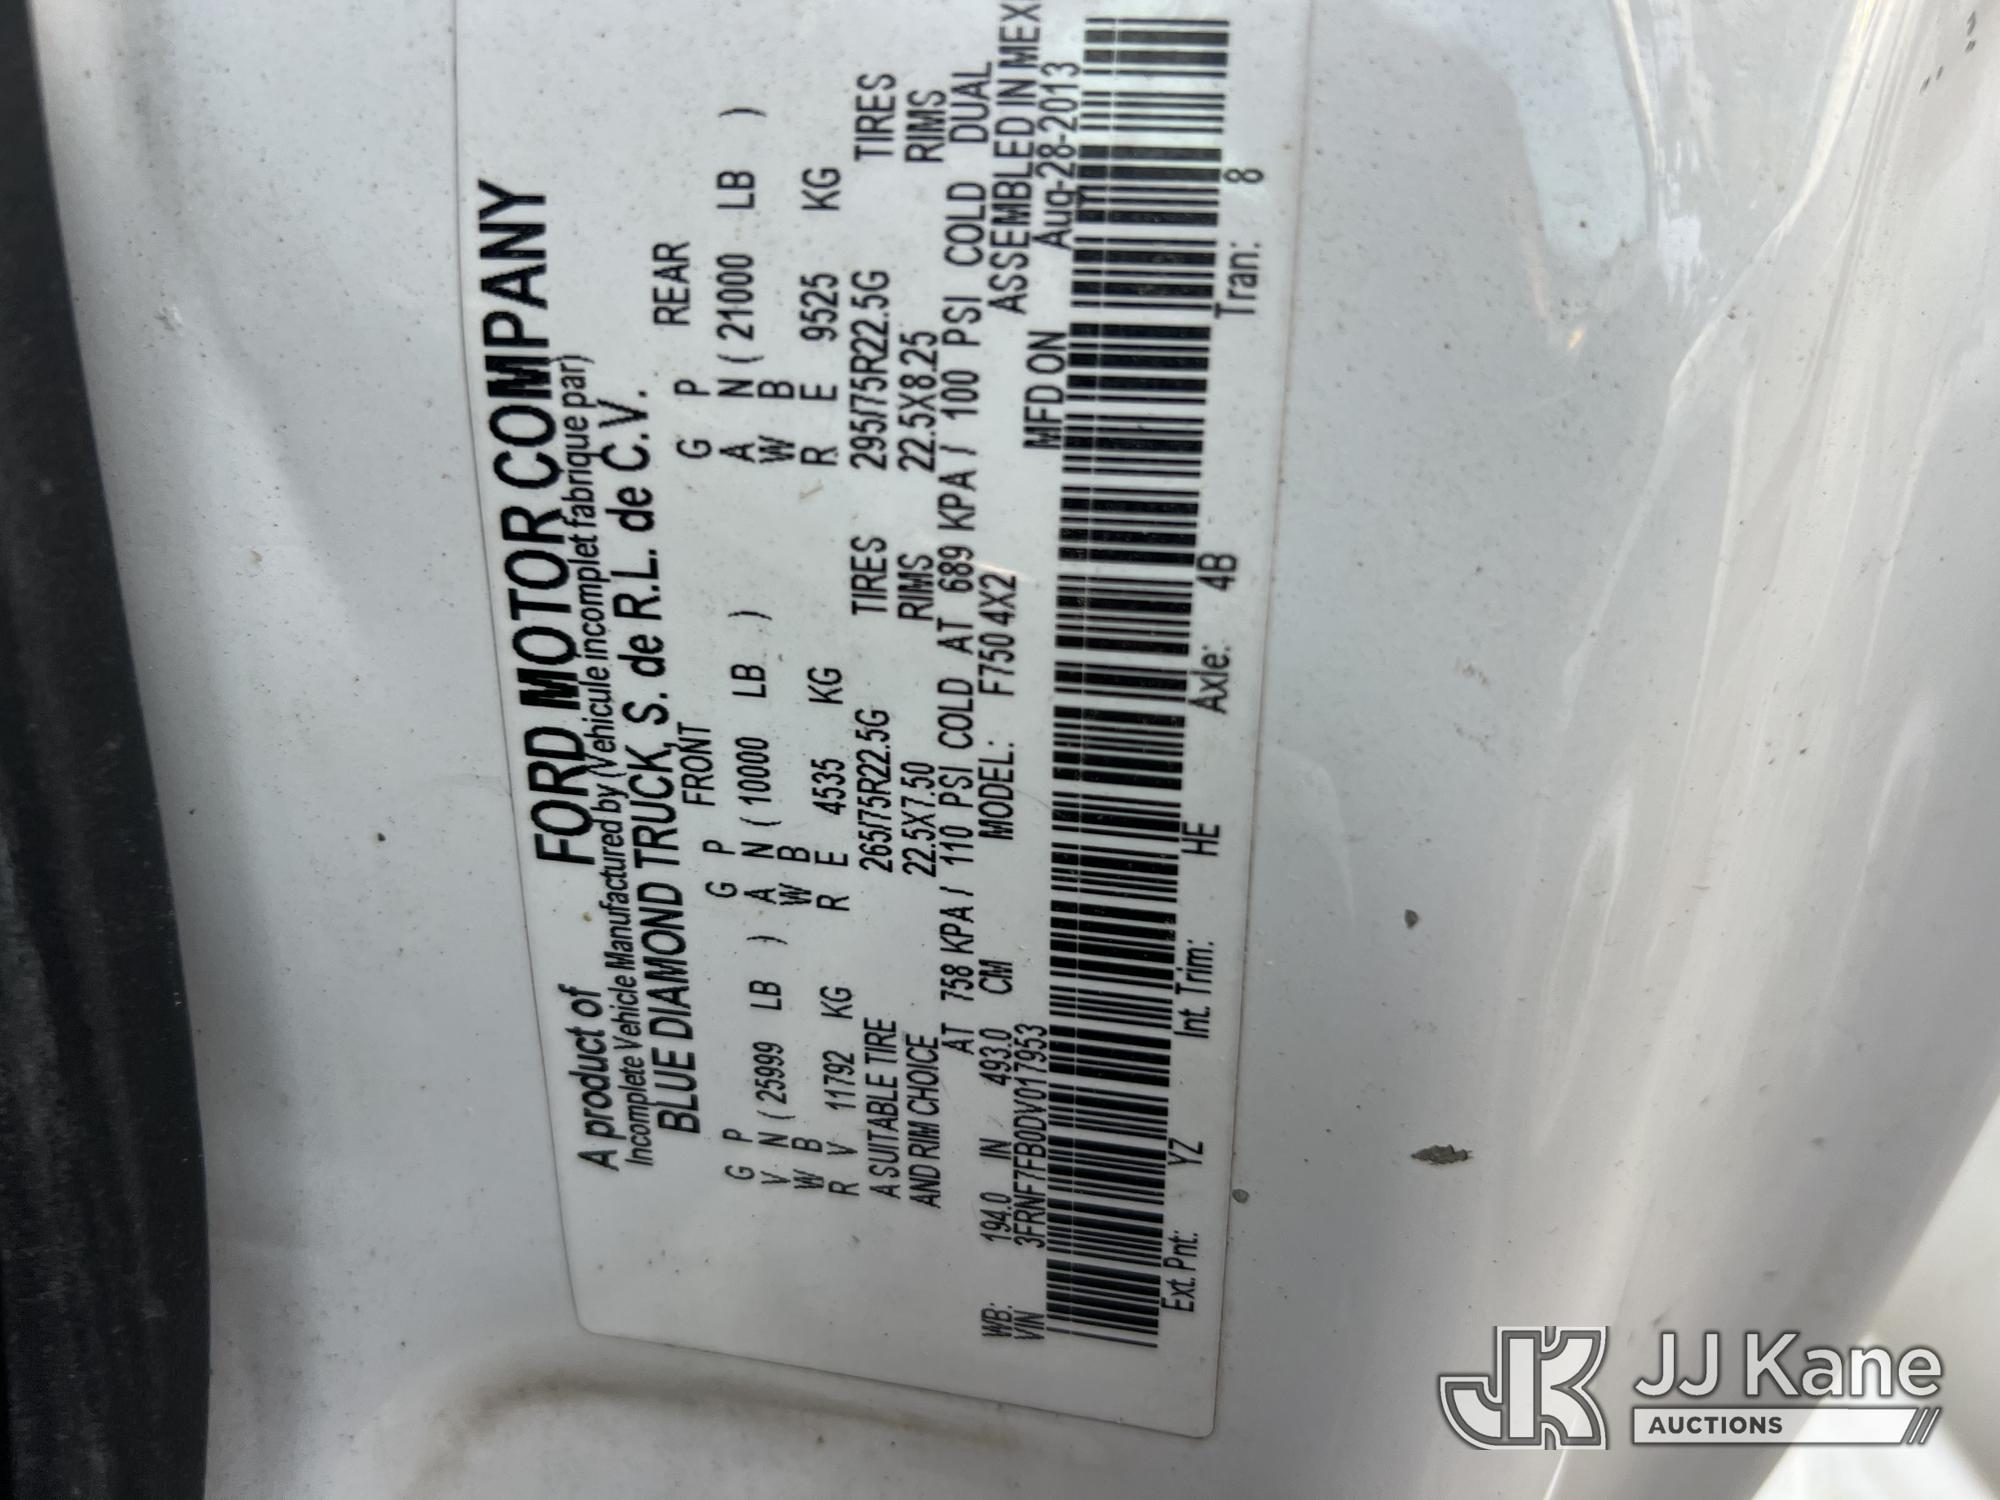 A product of FORD MOTOR COMPANY
Incomplete Vehicle Manufactured by (Vehicule incomplet fabrique par)
BLUE DIAMOND TRUCK, S. de R.L. de C.V.
FRONT REAR
G P G P G P
V N ( 25999 LB ) A N ( 10000 LB ) A N ( 21000 LB )
W B W B W B
R V 11792 KG R E 4535 KG R E 9525 KG
A SUITABLE TIRE 265/75R22.5G TIRES 295/75R22.5G TIRES
AND RIM CHOICE 22.5X7.50 RIMS 22.5X8.25 RIMS
AT 758 KPA / 110 PSI COLD AT 689 KPA / 100 PSI COLD DUAL
WB: 194.0 IN 493.0 CM MODEL: F750 4X2 ASSEMBLED IN
VIN 3FRNF7FB0DV017953 MFD ON Aug-28-2013
Ext. Pnt: YZ Int. Trim: HE Axle: 4B Tran: 8
JK JJ Kane
AUCTIONS